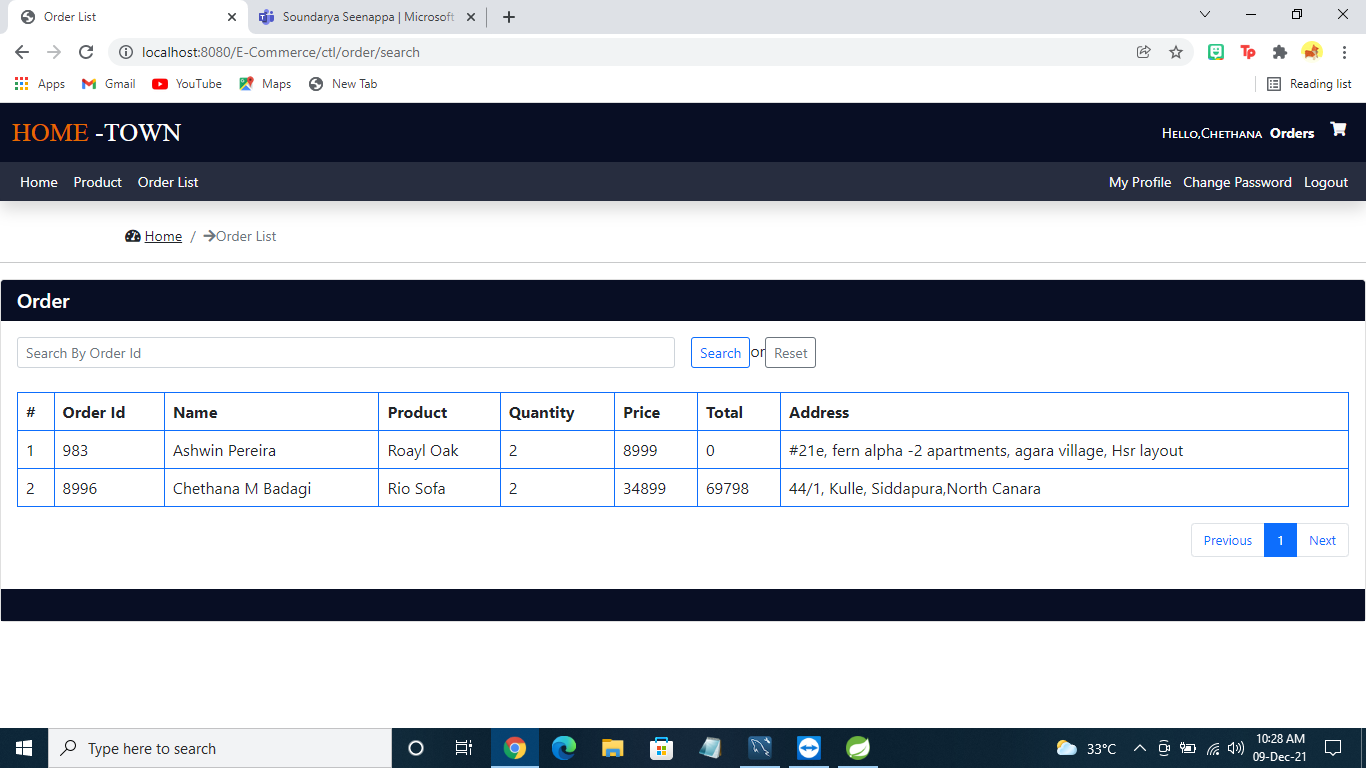 Order List
Soundarya Seenappa | Microsoft
localhost:8080/E-Commerce/ctl/order/search
Apps Gmail YouTube Maps New Tab Reading list
HOME -TOWN
Hello,Chethana Orders
Home Product Order List My Profile Change Password Logout
Home / Order List
Order
Search By Order Id Search or Reset
# Order Id Name Product Quantity Price Total Address
1 983 Ashwin Pereira Roayl Oak 2 8999 0 #21e, fern alpha -2 apartments, agara village, Hsr layout
2 8996 Chethana M Badagi Rio Sofa 2 34899 69798 44/1, Kulle, Siddapura,North Canara
Previous 1 Next
Type here to search 33°C 10:28 AM
09-Dec-21